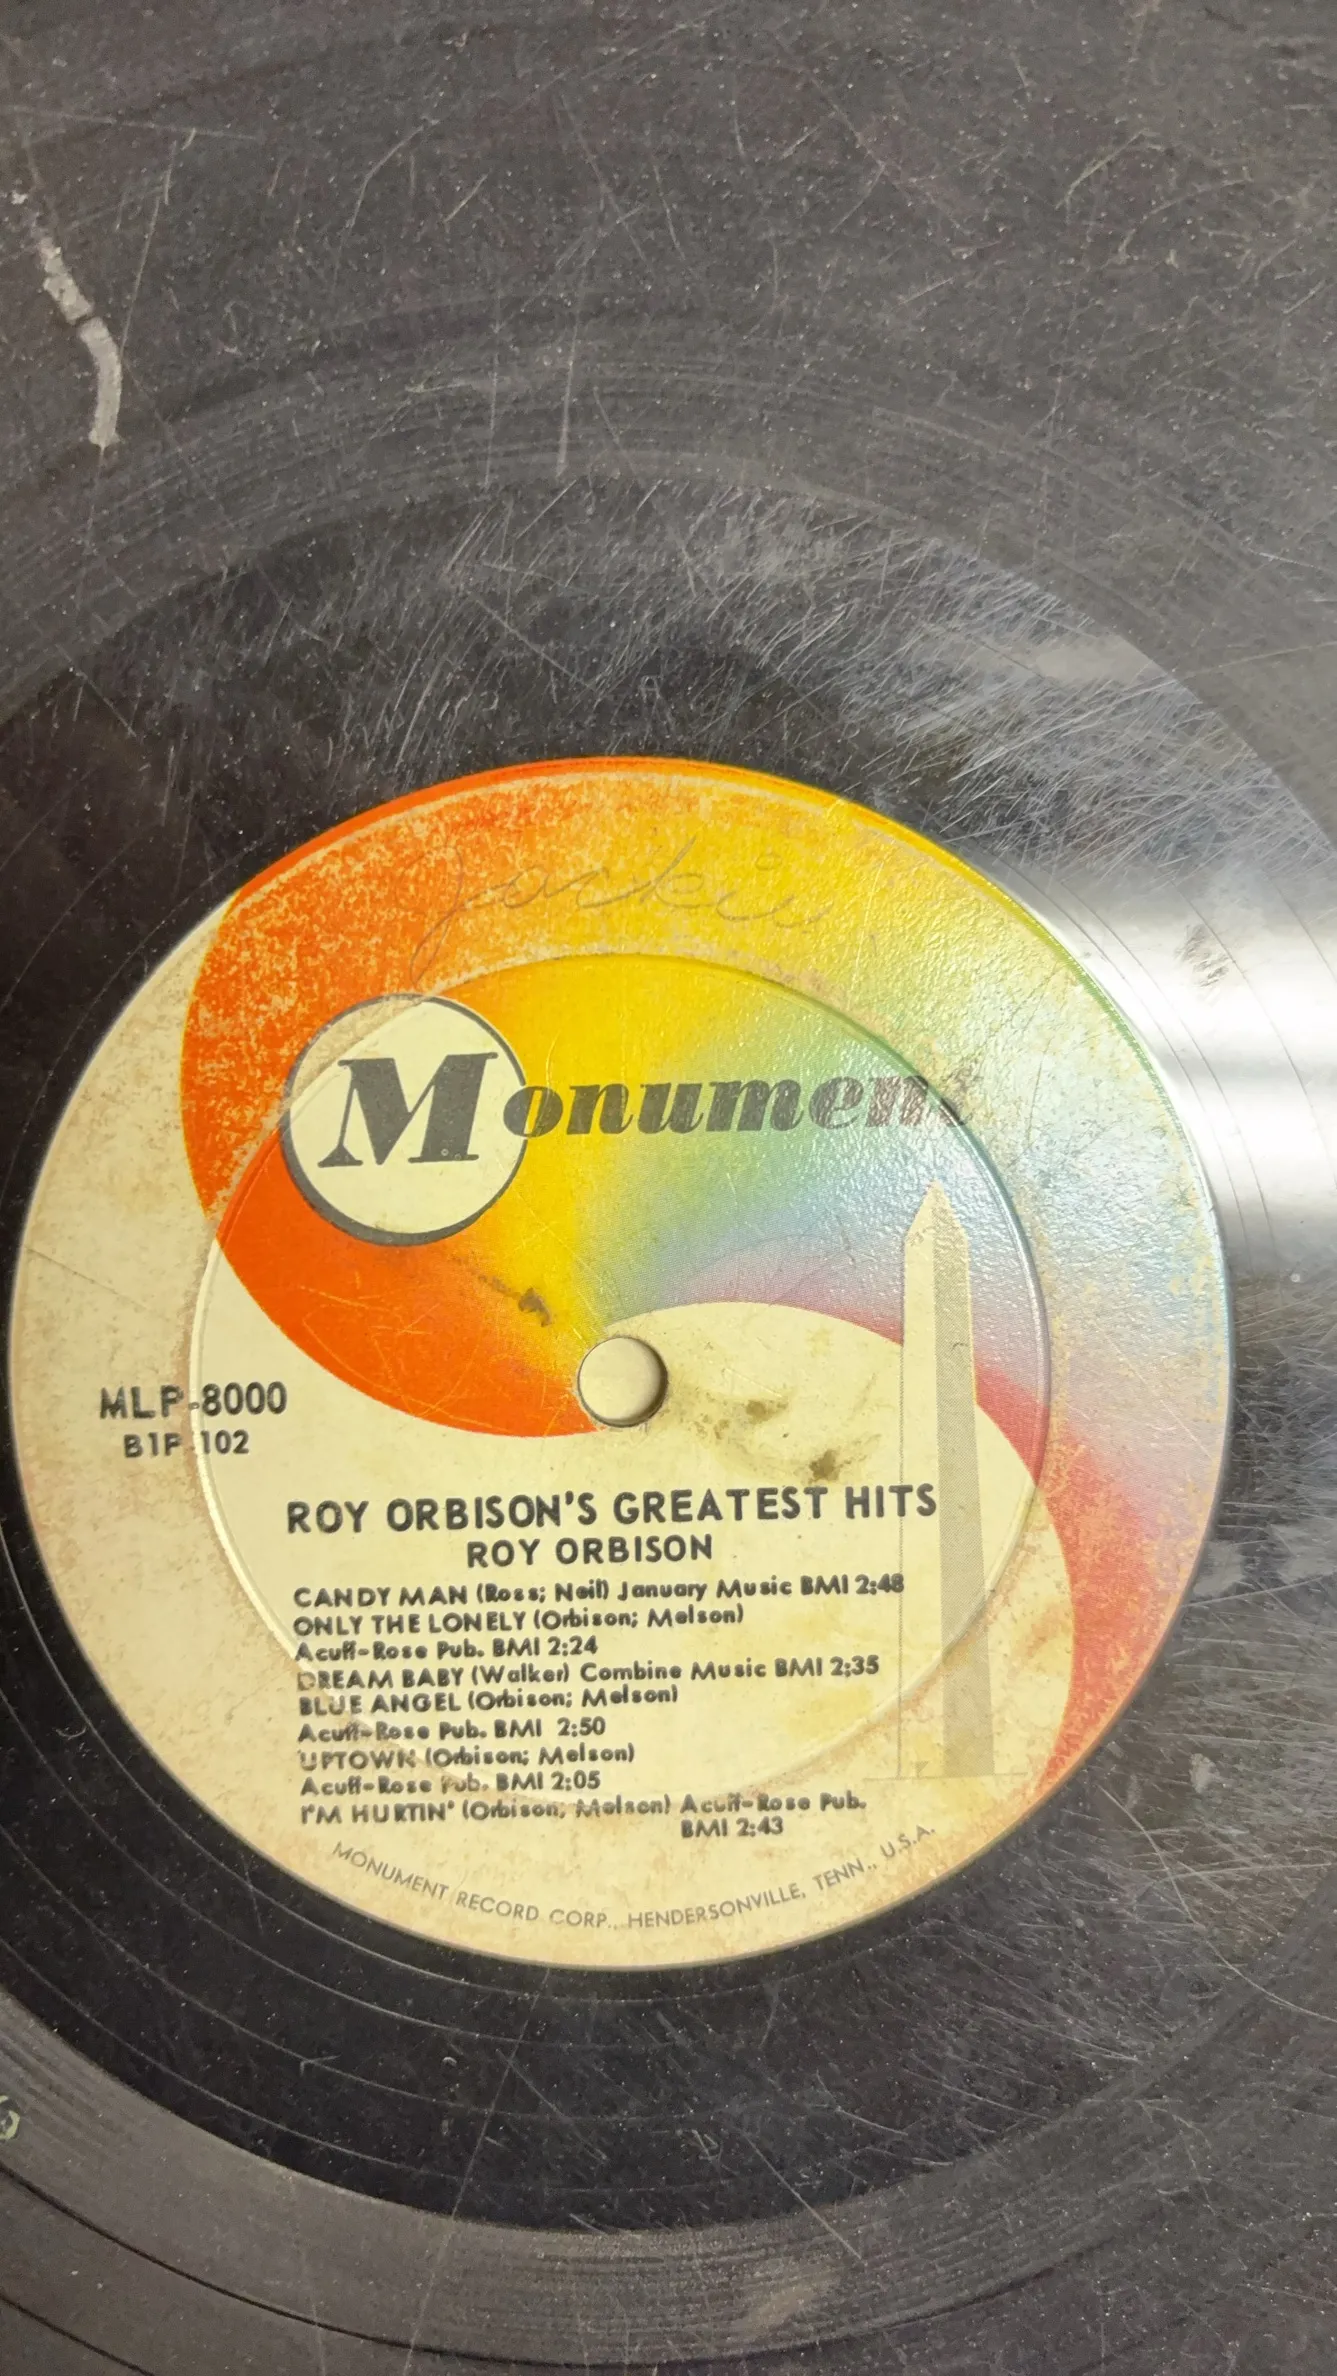 Jackie
Monument
MLP-8000
B1P 102
ROY ORBISON'S GREATEST HITS
ROY ORBISON
CANDY MAN (Ross; Neil) January Music BMI 2:48
ONLY THE LONELY (Orbison; Melson)
Acuff-Rose Pub. BMI 2:24
DREAM BABY (Walker) Combine Music BMI 2:35
BLUE ANGEL (Orbison; Melson)
Acuff-Rose Pub. BMI 2:50
UPTOWN (Orbison; Melson)
Acuff-Rose Pub. BMI 2:05
I'M HURTIN' (Orbison; Melson) Acuff-Rose Pub.
BMI 2:43
MONUMENT RECORD CORP., HENDERSONVILLE, TENN., U.S.A.